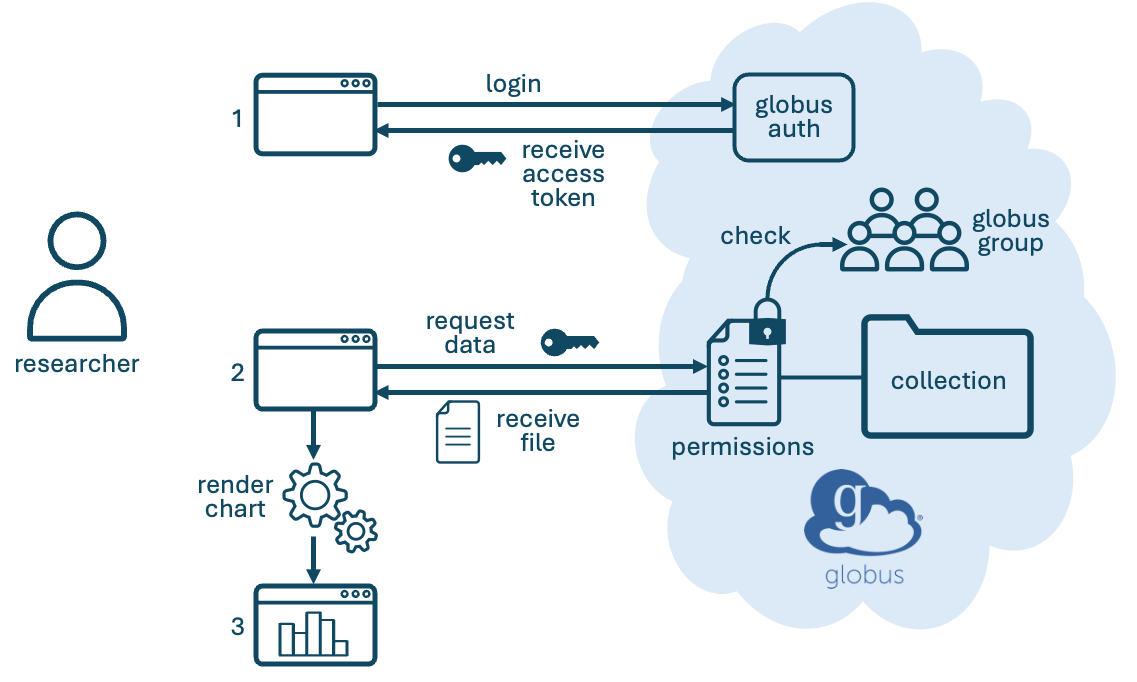 login
1
globus
auth
receive
access
token
check
globus
group
researcher
request
data
2
collection
receive
file
permissions
render
chart
g
®
globus
3